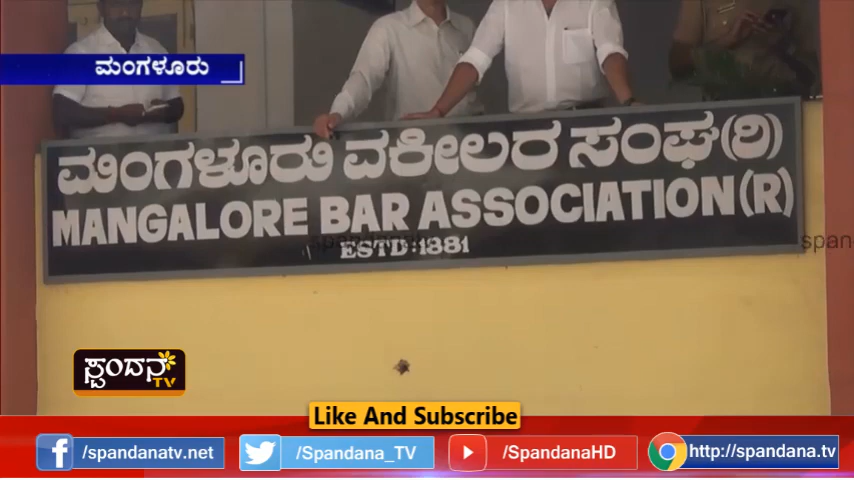 ಮಂಗಳೂರು
ಮಂಗಳೂರು ವಕೀಲರ ಸಂಘ(ರಿ)
MANGALORE BAR ASSOCIATION(R)
ESTD:1881
ಸ್ಪಂದನ
TV
Like And Subscribe
/spandanatv.net
/Spandana_TV
/SpandanaHD
http://spandana.tv